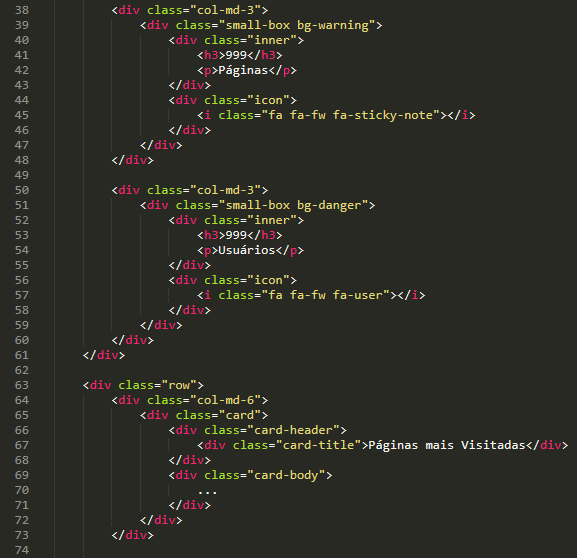 38 <div class="col-md-3">
39 <div class="small-box bg-warning">
40 <div class="inner">
41 <h3>999</h3>
42 <p>Páginas</p>
43 </div>
44 <div class="icon">
45 <i class="fa fa-fw fa-sticky-note"></i>
46 </div>
47 </div>
48 </div>
49
50 <div class="col-md-3">
51 <div class="small-box bg-danger">
52 <div class="inner">
53 <h3>999</h3>
54 <p>Usuários</p>
55 </div>
56 <div class="icon">
57 <i class="fa fa-fw fa-user"></i>
58 </div>
59 </div>
60 </div>
61 </div>
62
63 <div class="row">
64 <div class="col-md-6">
65 <div class="card">
66 <div class="card-header">
67 <div class="card-title">Páginas mais Visitadas</div>
68 </div>
69 <div class="card-body">
70 ...
71 </div>
72 </div>
73 </div>
74